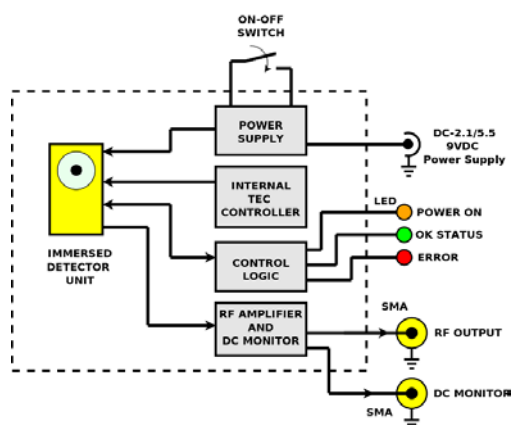 ON-OFF
SWITCH
POWER
SUPPLY
DC-2.1/5.5
9VDC
Power Supply
INTERNAL
TEC
CONTROLLER
LED
POWER ON
OK STATUS
ERROR
IMMERSED
DETECTOR
UNIT
CONTROL
LOGIC
RF AMPLIFIER
AND
DC MONITOR
SMA
RF OUTPUT
DC MONITOR
SMA